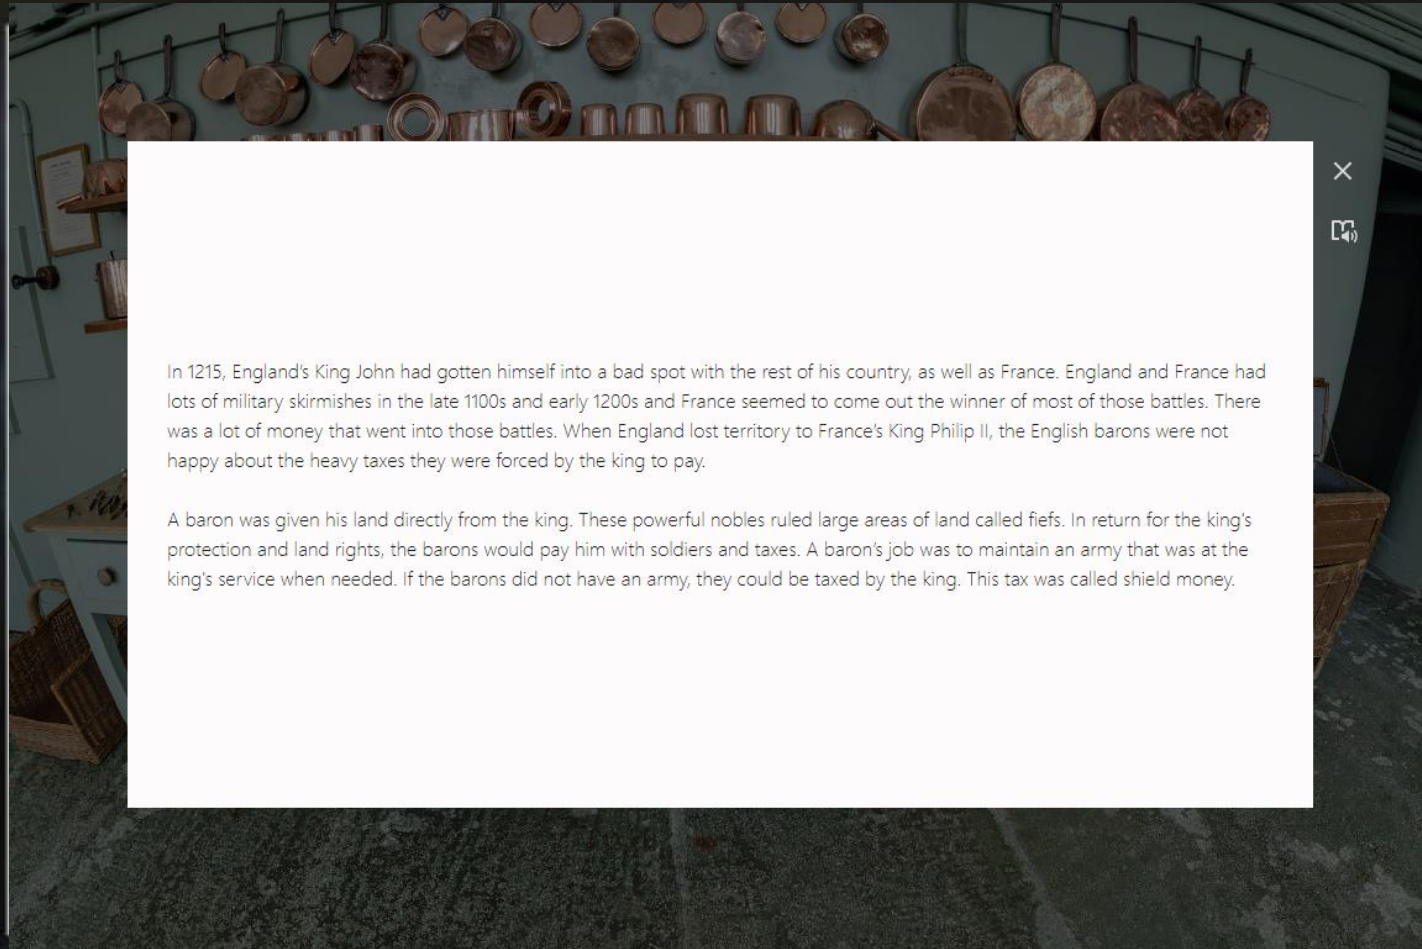 In 1215, England's King John had gotten himself into a bad spot with the rest of his country, as well as France. England and France had
lots of military skirmishes in the late 1100s and early 1200s and France seemed to come out the winner of most of those battles. There
was a lot of money that went into those battles. When England lost territory to France's King Philip II, the English barons were not
happy about the heavy taxes they were forced by the king to pay.
A baron was given his land directly from the king. These powerful nobles ruled large areas of land called fiefs. In return for the king's
protection and land rights, the barons would pay him with soldiers and taxes. A baron's job was to maintain an army that was at the
king's service when needed. If the barons did not have an army, they could be taxed by the king. This tax was called shield money.